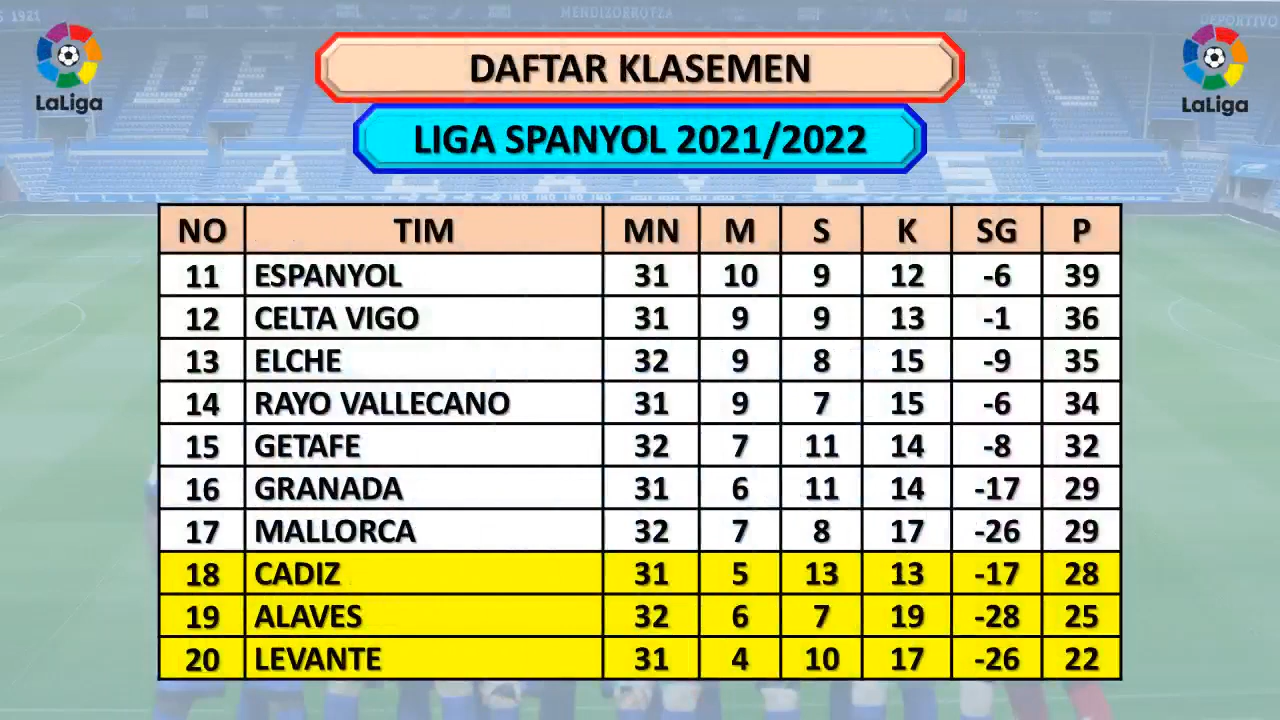 S 1921
MENDIZORROTZA
DEPORTIVO
LaLiga
LaLiga
DAFTAR KLASEMEN
LIGA SPANYOL 2021/2022
NO TIM MN M S K SG P
11 ESPANYOL 31 10 9 12 -6 39
12 CELTA VIGO 31 9 9 13 -1 36
13 ELCHE 32 9 8 15 -9 35
14 RAYO VALLECANO 31 9 7 15 -6 34
15 GETAFE 32 7 11 14 -8 32
16 GRANADA 31 6 11 14 -17 29
17 MALLORCA 32 7 8 17 -26 29
18 CADIZ 31 5 13 13 -17 28
19 ALAVES 32 6 7 19 -28 25
20 LEVANTE 31 4 10 17 -26 22